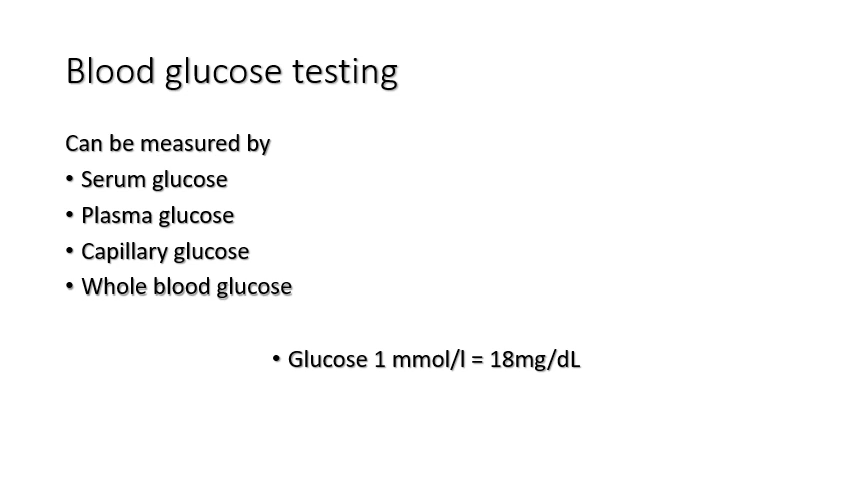 Blood glucose testing
Can be measured by
• Serum glucose
• Plasma glucose
• Capillary glucose
• Whole blood glucose
• Glucose 1 mmol/l = 18mg/dL